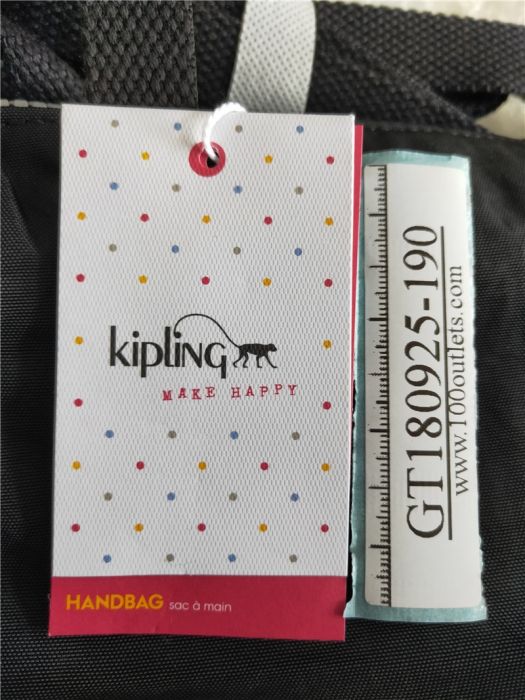 kipling
MAKE HAPPY
HANDBAG sac à main
GT180925-190
www.100outlets.com